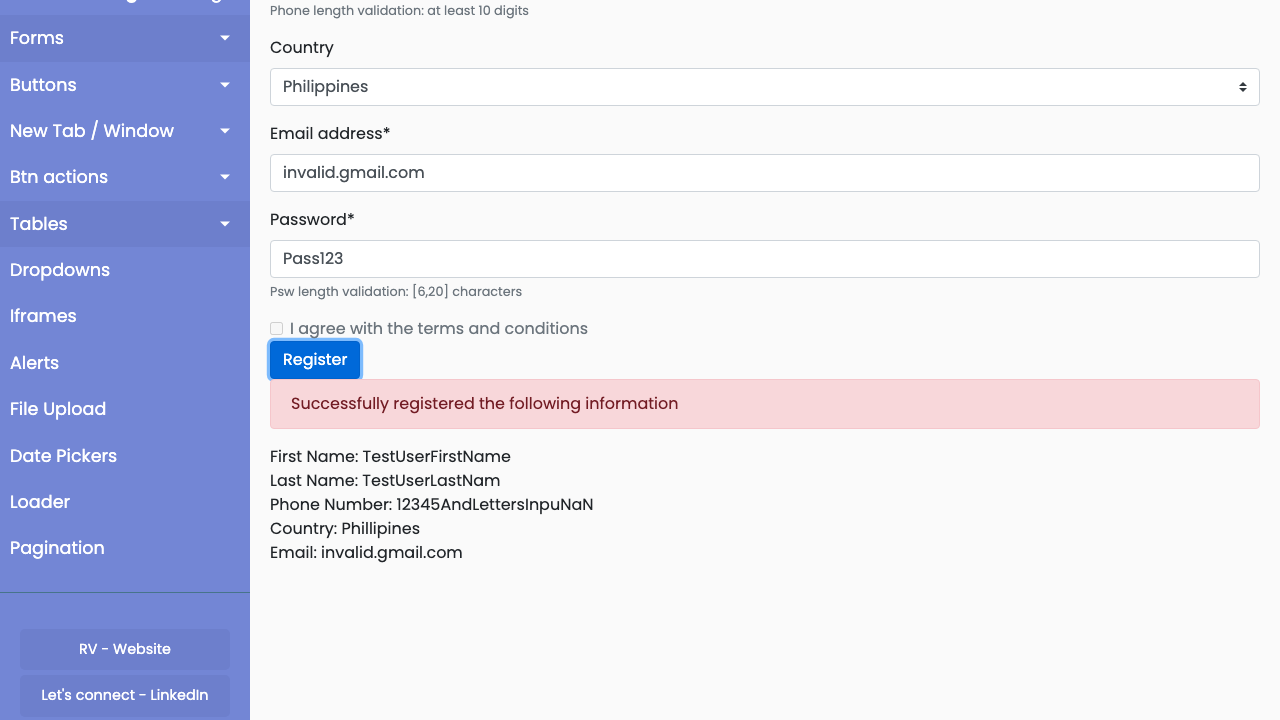 Forms
Buttons
New Tab / Window
Btn actions
Tables
Dropdowns
Iframes
Alerts
File Upload
Date Pickers
Loader
Pagination
RV - Website
Let's connect - LinkedIn
Phone length validation: at least 10 digits
Country
Philippines
Email address*
invalid.gmail.com
Password*
Pass123
Psw length validation: [6,20] characters
I agree with the terms and conditions
Register
Successfully registered the following information
First Name: TestUserFirstName
Last Name: TestUserLastNam
Phone Number: 12345AndLettersInpuNaN
Country: Phillipines
Email: invalid.gmail.com